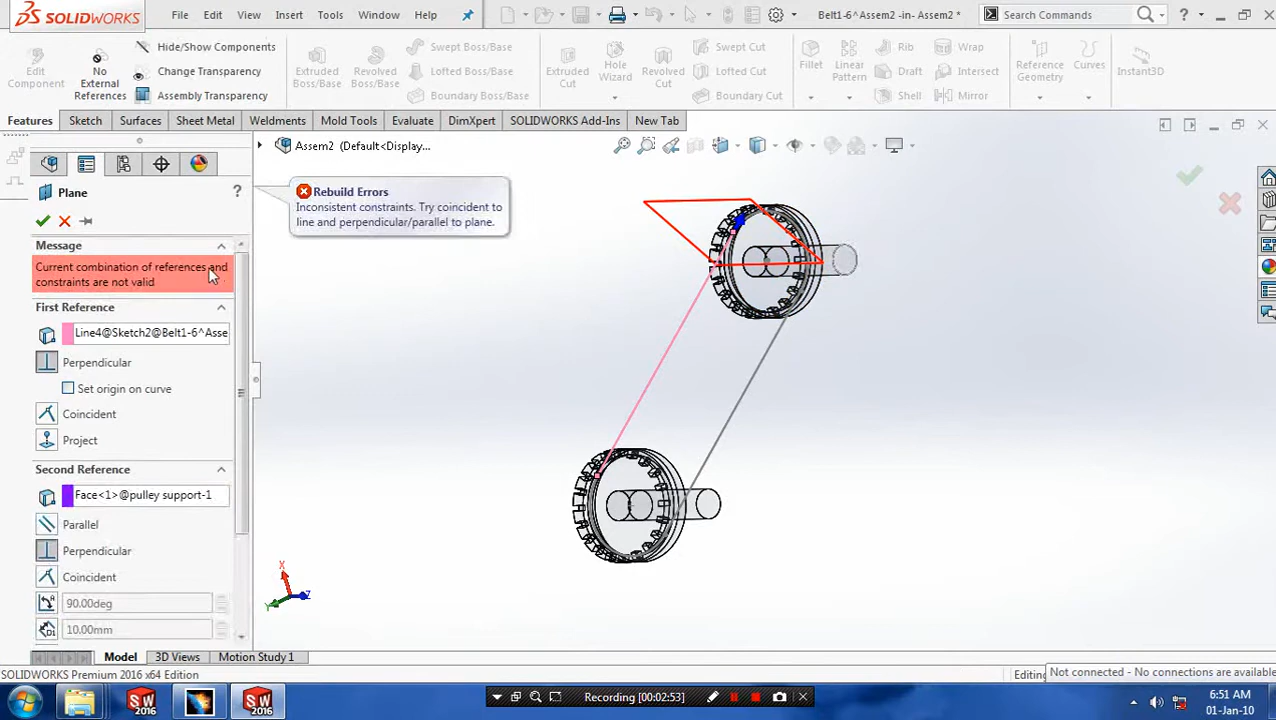 SOLIDWORKS
File Edit View Insert Tools Window Help
Belt1-6^Assem2 -in- Assem2 *
Search Commands
?
Edit Component
No External References
Hide/Show Components
Change Transparency
Assembly Transparency
Extruded Boss/Base
Revolved Boss/Base
Swept Boss/Base
Lofted Boss/Base
Boundary Boss/Base
Extruded Cut
Hole Wizard
Revolved Cut
Swept Cut
Lofted Cut
Boundary Cut
Fillet
Linear Pattern
Rib
Draft
Shell
Wrap
Intersect
Mirror
Reference Geometry
Curves
Instant3D
Features Sketch Surfaces Sheet Metal Weldments Mold Tools Evaluate DimXpert SOLIDWORKS Add-Ins New Tab
Assem2 (Default<Display...
Plane
?
Rebuild Errors
Inconsistent constraints. Try coincident to
line and perpendicular/parallel to plane.
Message
Current combination of references and
constraints are not valid
First Reference
Line4@Sketch2@Belt1-6^Asse
Perpendicular
Set origin on curve
Coincident
Project
Second Reference
Face<1>@pulley support-1
Parallel
Perpendicular
Coincident
90.00deg
10.00mm
X
Y
Z
Model 3D Views Motion Study 1
SOLIDWORKS Premium 2016 x64 Edition
Editing
Not connected - No connections are available
SW 2016
SW 2016
Recording [00:02:53]
6:51 AM
01-Jan-10